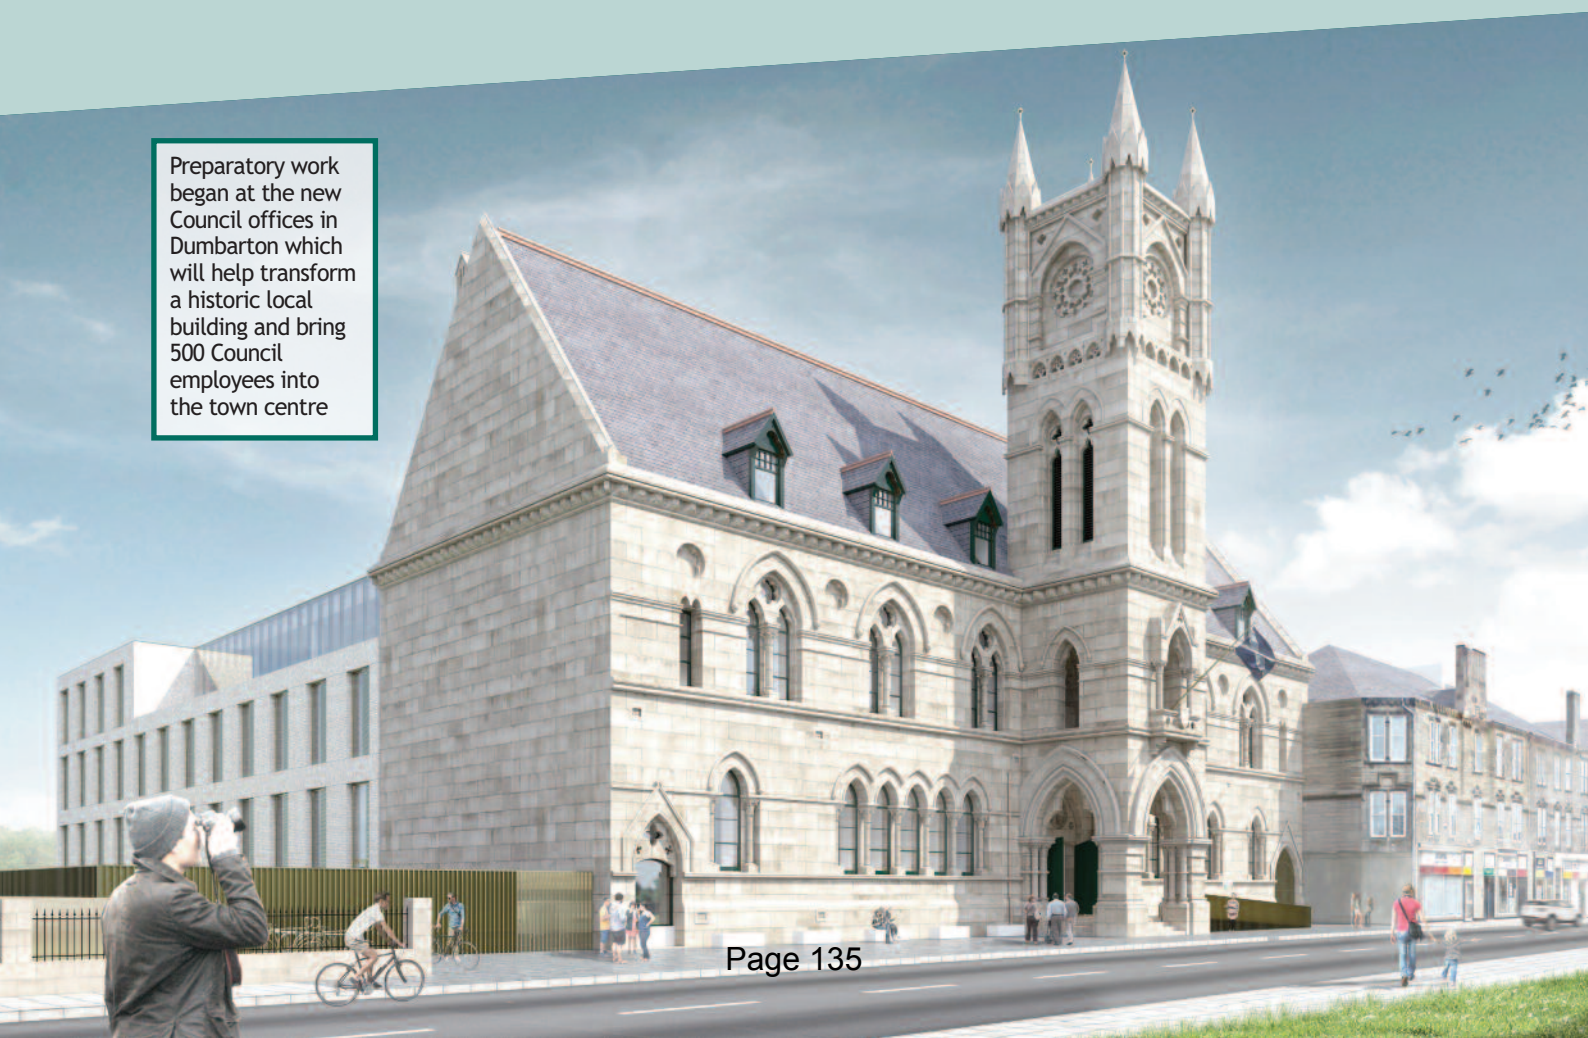 Preparatory work
began at the new
Council offices in
Dumbarton which
will help transform
a historic local
building and bring
500 Council
employees into
the town centre
Page 135